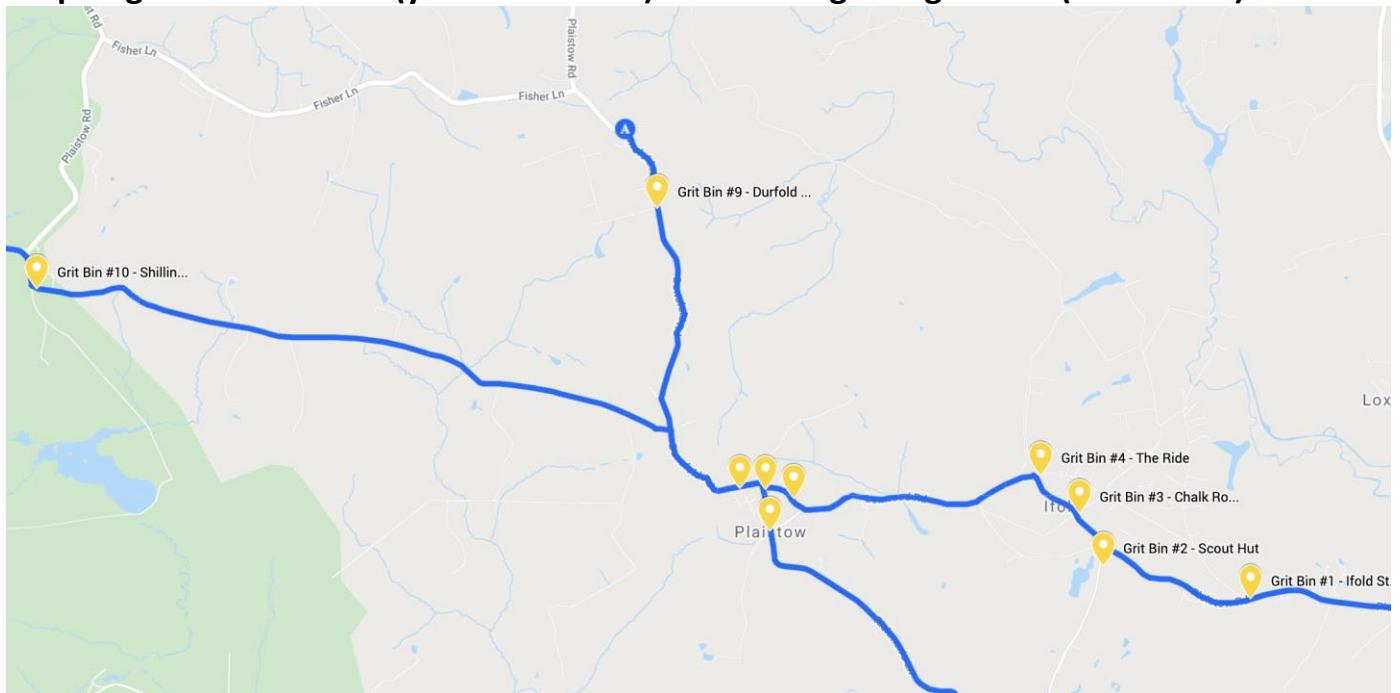 Fisher Ln
Plaistow Rd
Fisher Ln
Fisher Ln
Plaistow Rd
A
Grit Bin #9 - Durfold ...
Grit Bin #10 - Shillin...
Lox
Grit Bin #4 - The Ride
Grit Bin #3 - Chalk Ro...
Ifold
Plaistow
Grit Bin #2 - Scout Hut
Grit Bin #1 - Ifold St.